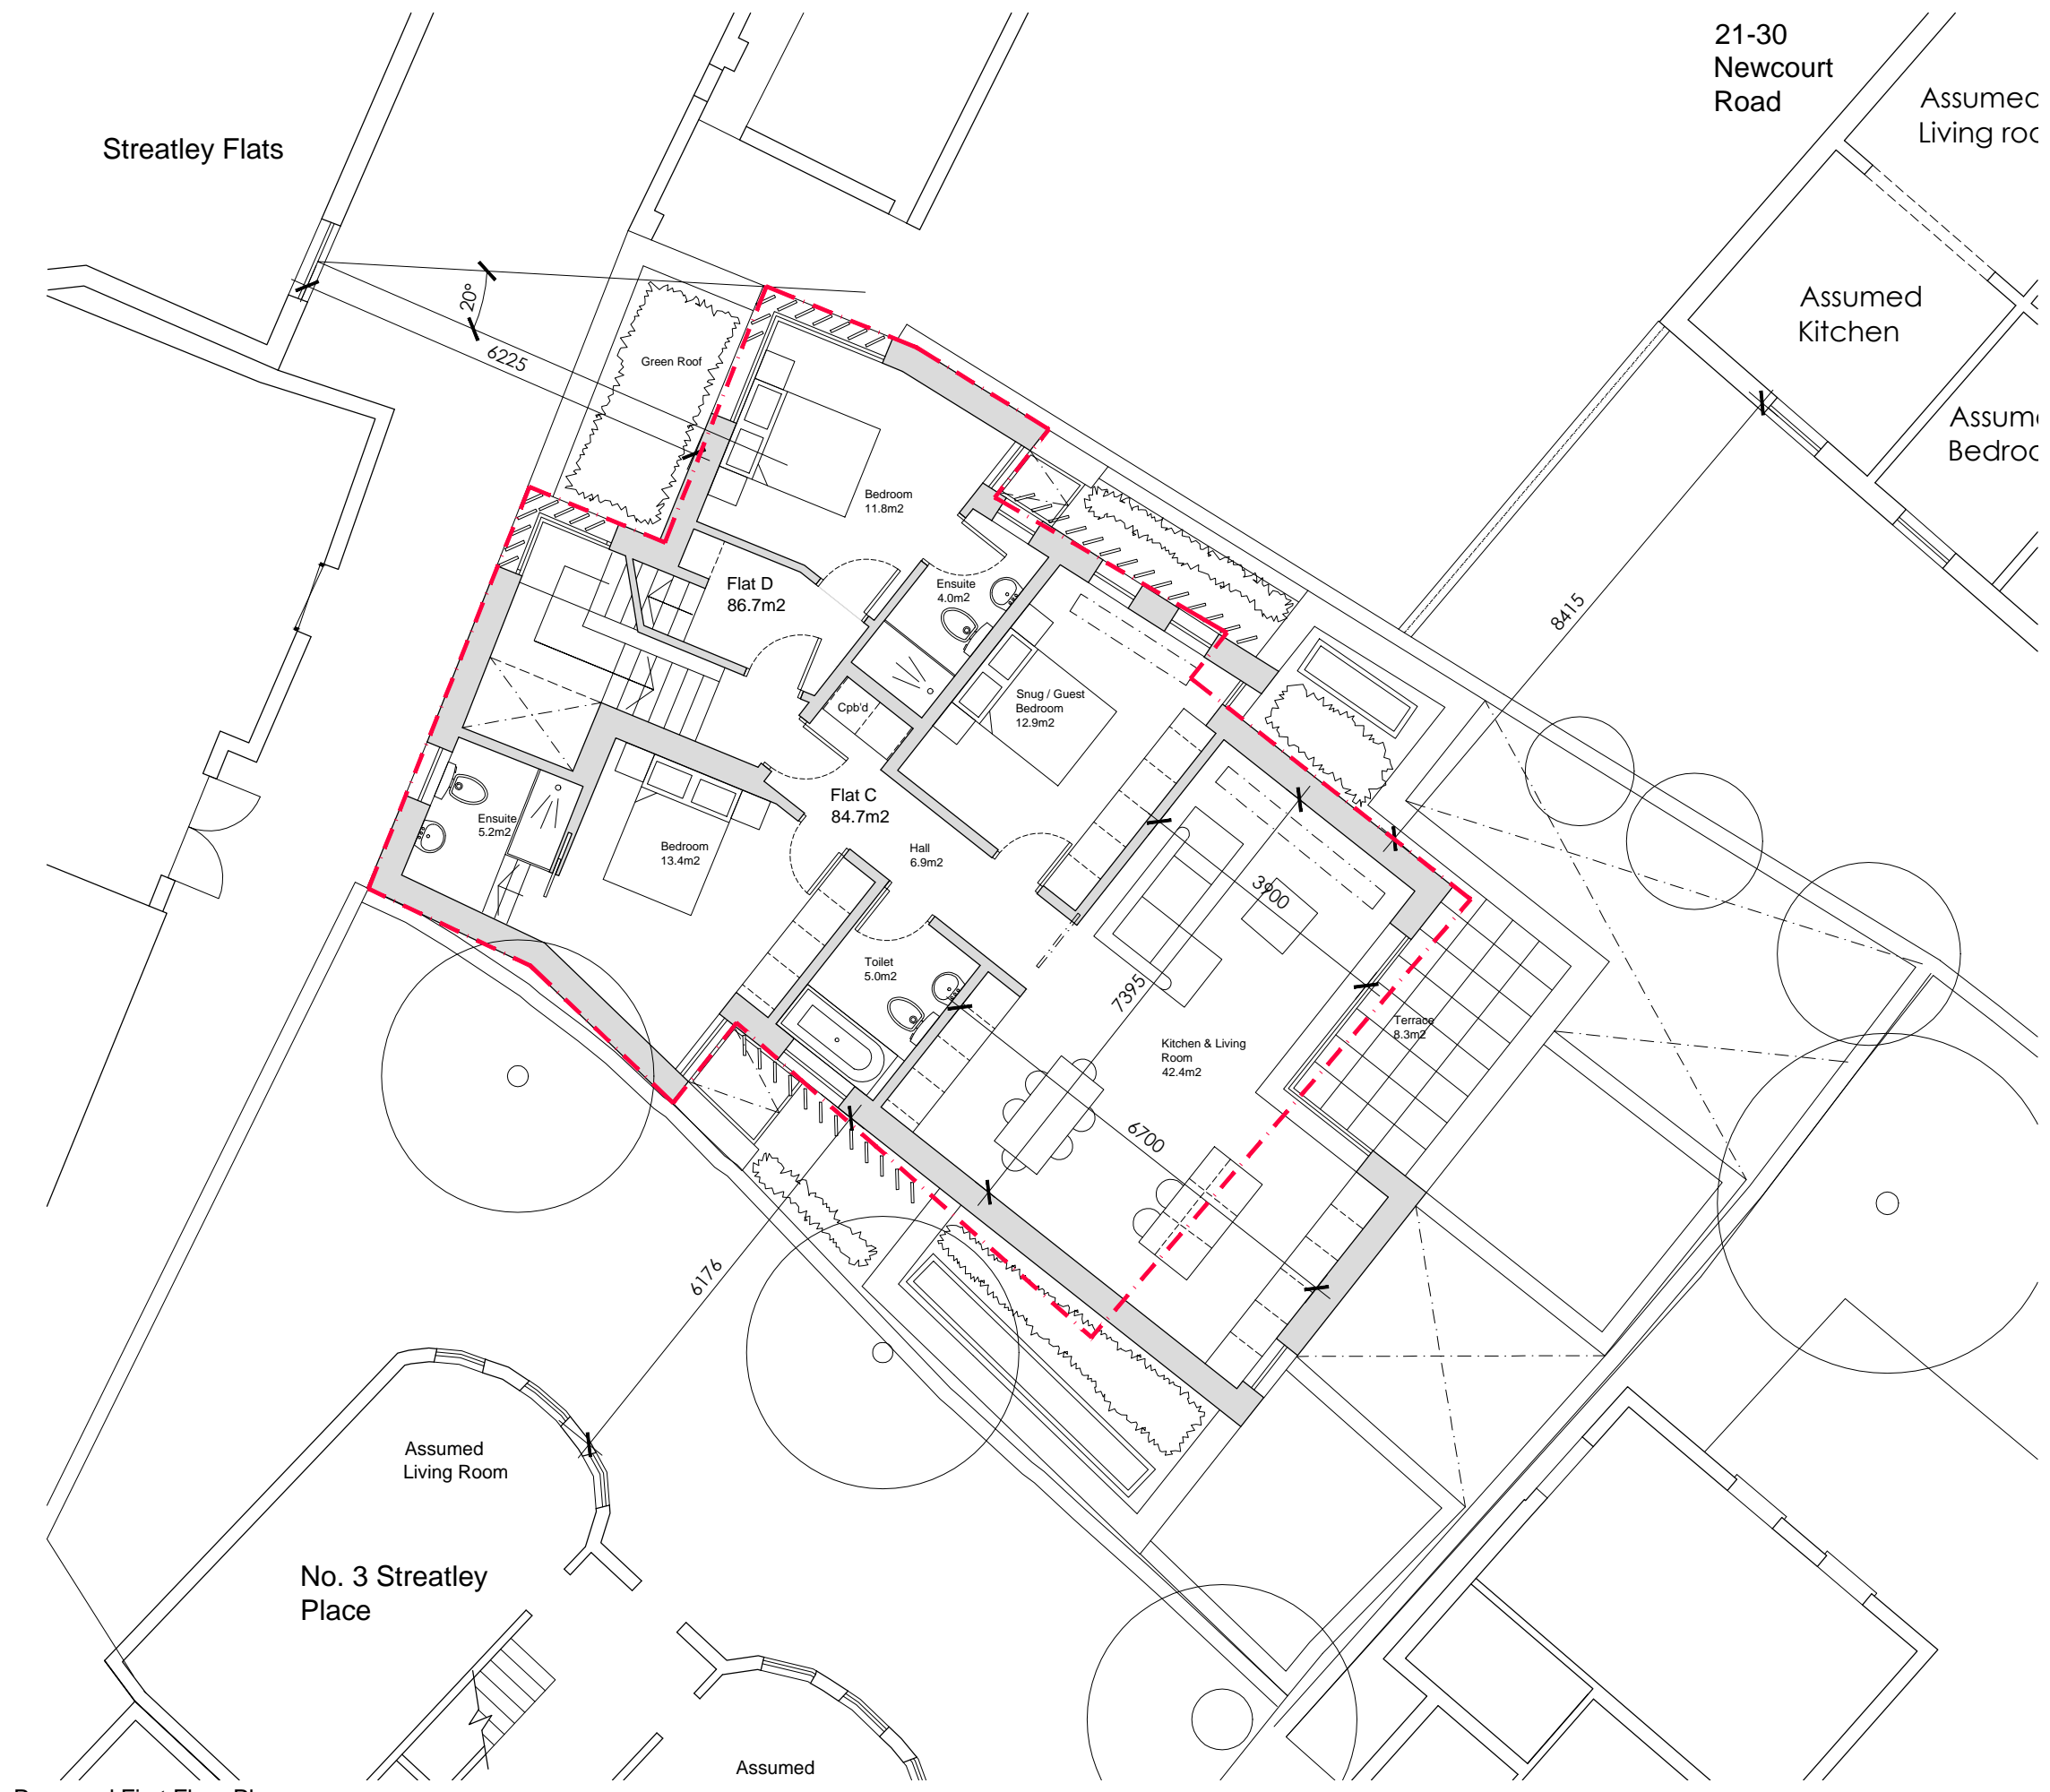 21-30
Newcourt
Road
Streatley Flats
Assumed
Kitchen
20°
6225
Green Roof
8415
Bedroom
11.8m2
Flat D
86.7m2
Ensuite
4.0m2
Snug / Guest
Bedroom
12.9m2
Cpb'd
Flat C
84.7m2
Ensuite
5.2m2
Bedroom
13.4m2
Hall
6.9m2
3900
Toilet
5.0m2
7395
Terrace
8.3m2
Kitchen & Living
Room
42.4m2
6700
6176
Assumed
Living Room
No. 3 Streatley
Place
Assumed